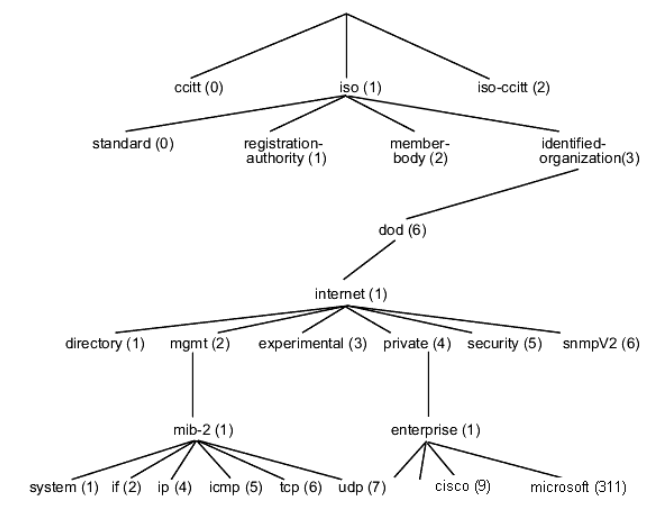 ccitt (0) iso (1) iso-ccitt (2)
standard (0) registration- member- identified-
authority (1) body (2) organization(3)
dod (6)
internet (1)
directory (1) mgmt (2) experimental (3) private (4) security (5) snmpV2 (6)
mib-2 (1) enterprise (1)
system (1) if (2) ip (4) icmp (5) tcp (6) udp (7) cisco (9) microsoft (311)